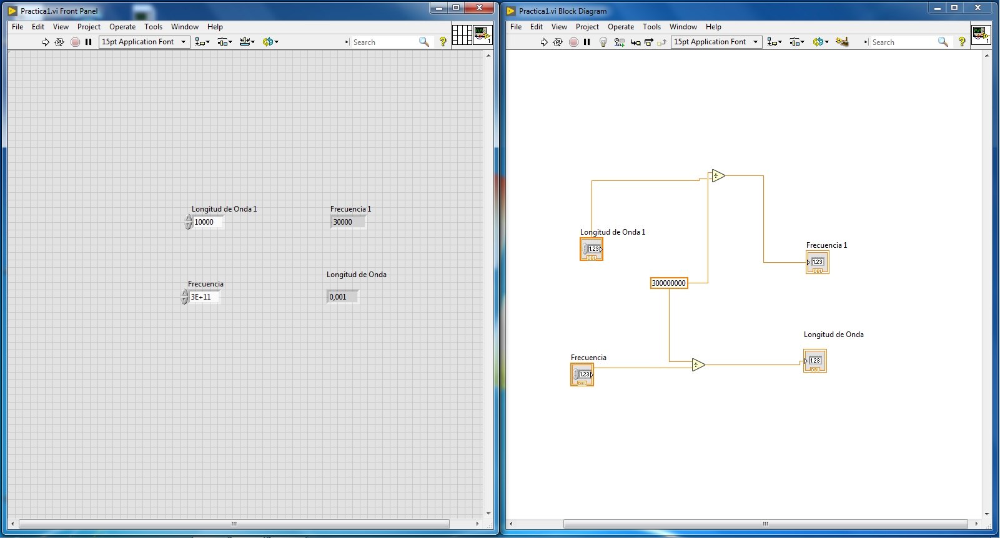 Practica1.vi Front Panel
File Edit View Project Operate Tools Window Help
15pt Application Font
Search
?
Longitud de Onda 1
10000
Frecuencia 1
30000
Longitud de Onda
Frecuencia
3E+11
0,001
Practica1.vi Block Diagram
File Edit View Project Operate Tools Window Help
15pt Application Font
Search
?
1
Longitud de Onda 1
1.23
DBL
Frecuencia 1
1.23
DBL
300000000
Longitud de Onda
1.23
DBL
Frecuencia
1.23
DBL